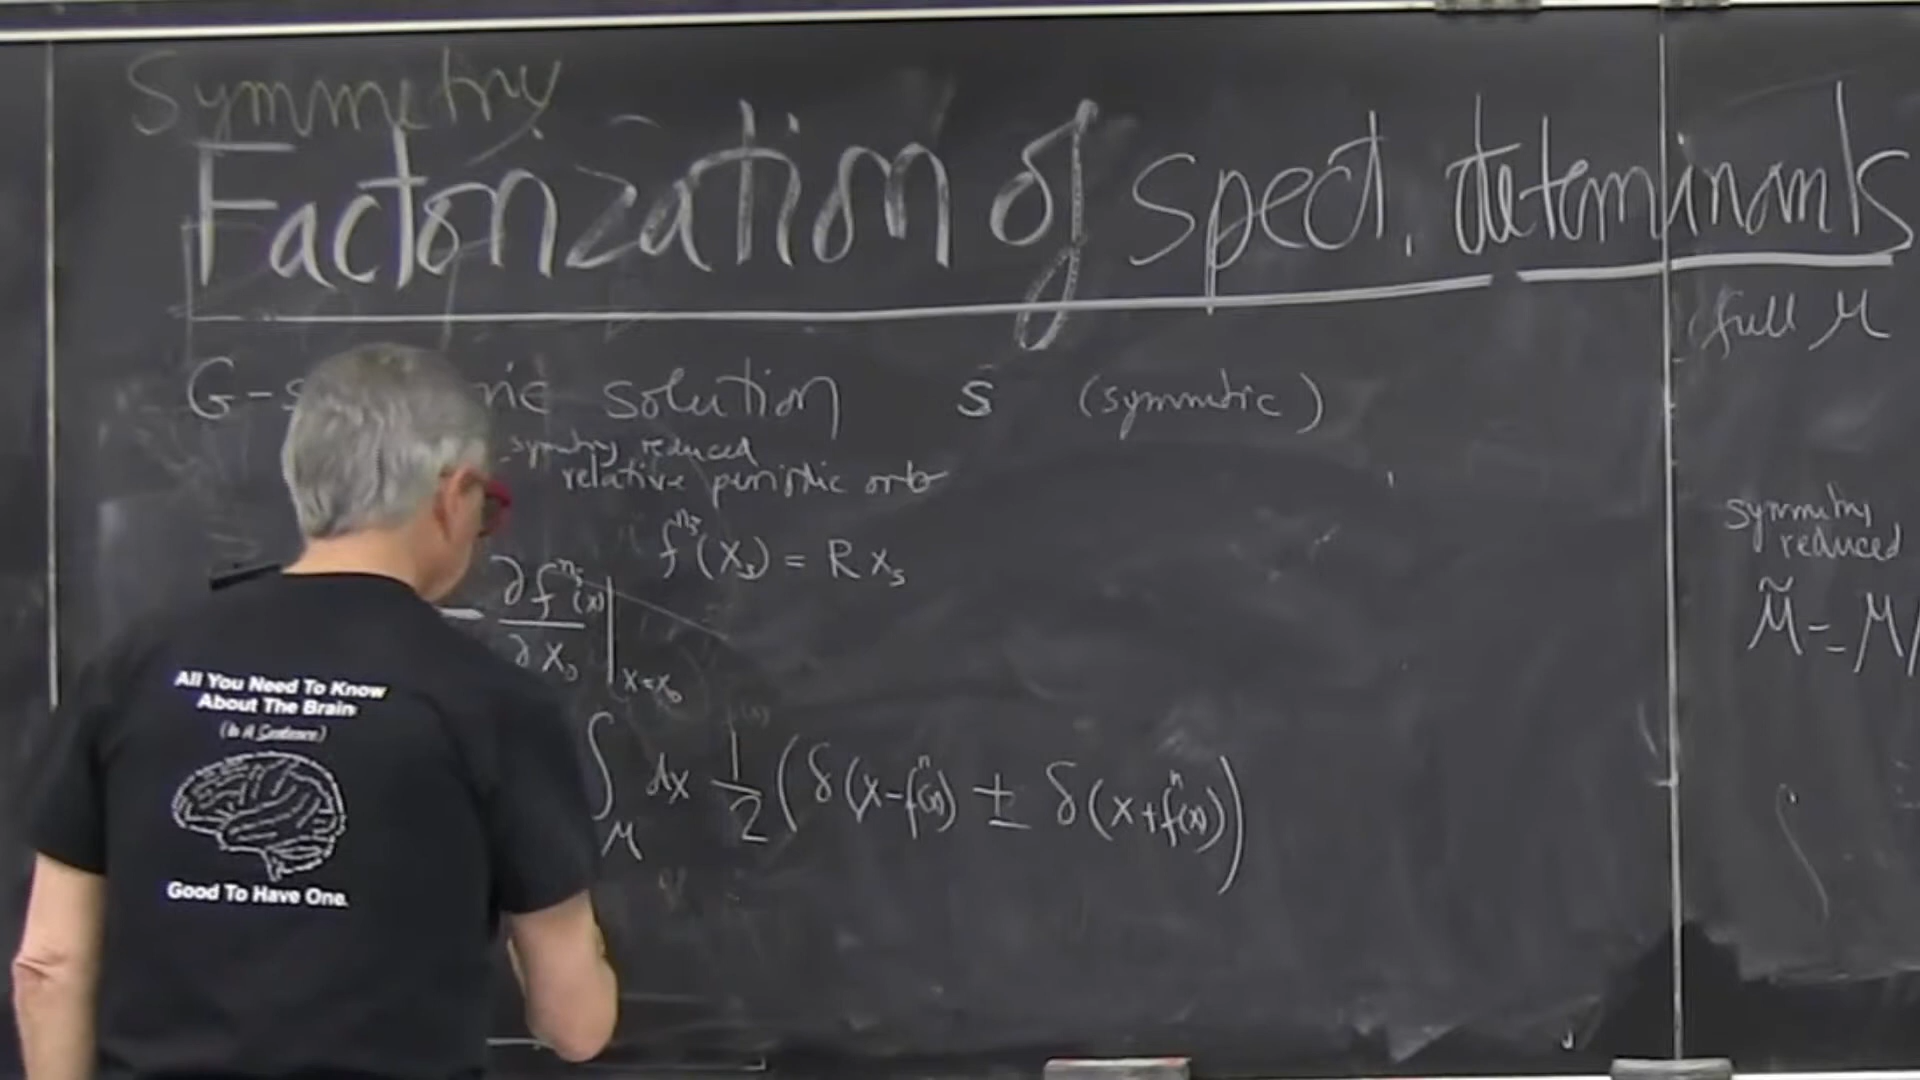 Symmetry
Factorization of spect. determinants
full M
G-s ric solution s (symmetric)
symmetry reduced
relative periodic orb
f^{n_s}(x_s) = R x_s
symmetry
reduced
∂f^{n_s}(x)
∂x_0 | x=x_0
M̃ = M/
∫_M dx 1/2 (δ(x-f^n(x)) ± δ(x+f^n(x)))
All You Need To Know
About The Brain
(In A Sentence)
Good To Have One.